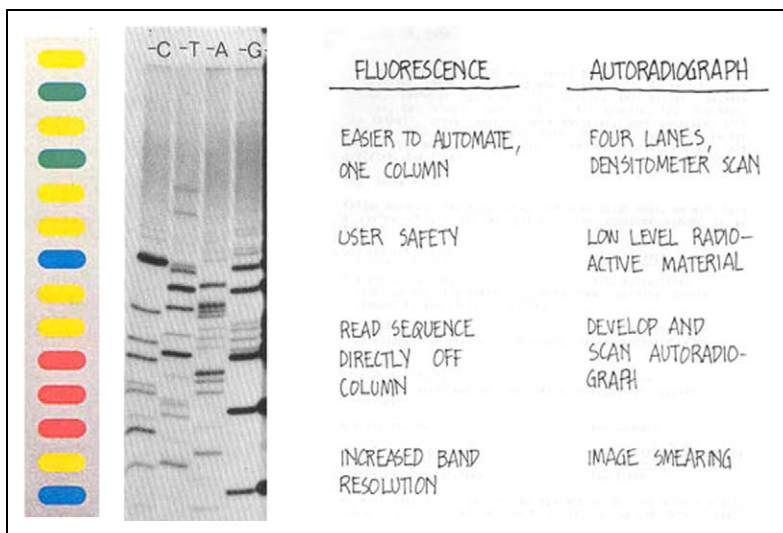 -C -T -A -G-
FLUORESCENCE
EASIER TO AUTOMATE,
ONE COLUMN
USER SAFETY
READ SEQUENCE
DIRECTLY OFF
COLUMN
INCREASED BAND
RESOLUTION
AUTORADIOGRAPH
FOUR LANES,
DENSITOMETER SCAN
LOW LEVEL RADIO-
ACTIVE MATERIAL
DEVELOP AND
SCAN AUTORADIO-
GRAPH
IMAGE SMEARING